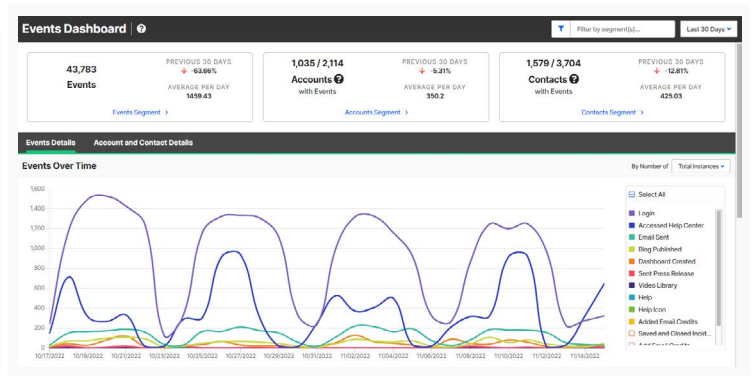 Events Dashboard
Filter by segment(s)...
Last 30 Days
43,783
Events
PREVIOUS 30 DAYS
-63.66%
AVERAGE PER DAY
1459.43
Events Segment
1,035 / 2,114
Accounts
with Events
PREVIOUS 30 DAYS
-5.31%
AVERAGE PER DAY
350.2
Accounts Segment
1,579 / 3,704
Contacts
with Events
PREVIOUS 30 DAYS
-12.81%
AVERAGE PER DAY
425.03
Contacts Segment
Events Details
Account and Contact Details
Events Over Time
By Number of
Total Instances
1,600
1,400
1,200
1,000
800
600
400
200
0
10/17/2022 10/19/2022 10/21/2022 10/23/2022 10/25/2022 10/27/2022 10/29/2022 10/31/2022 11/02/2022 11/04/2022 11/06/2022 11/08/2022 11/10/2022 11/12/2022 11/14/2022
Select All
Login
Accessed Help Center
Email Sent
Blog Published
Dashboard Created
Sent Press Release
Video Library
Help
Help Icon
Added Email Credits
Saved and Closed Incid...